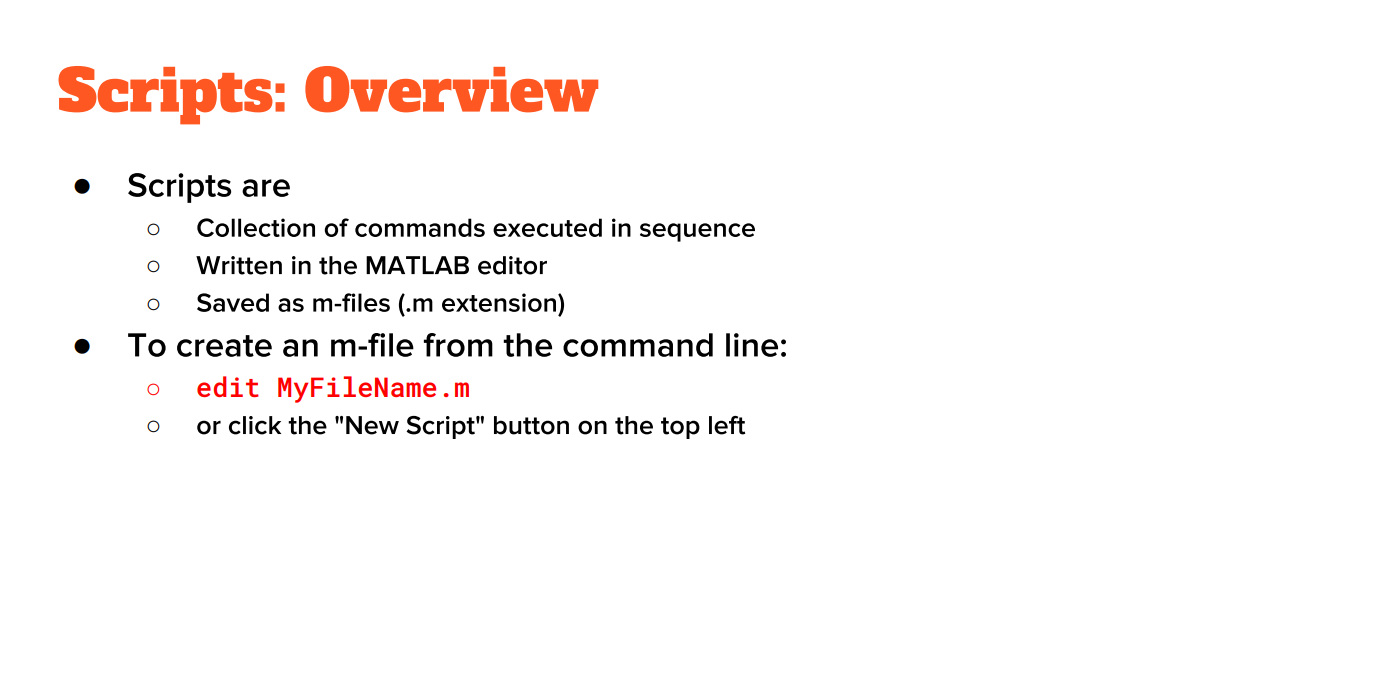 Scripts: Overview
● Scripts are
○ Collection of commands executed in sequence
○ Written in the MATLAB editor
○ Saved as m-files (.m extension)
● To create an m-file from the command line:
○ edit MyFileName.m
○ or click the "New Script" button on the top left